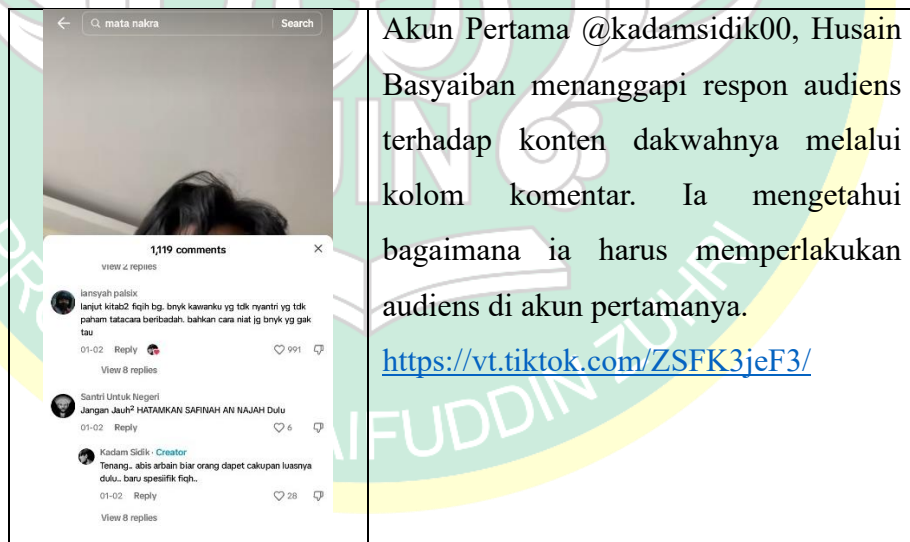 mata nakra
Search
1,119 comments
View 2 replies
iansyah palsix
lanjut kitab2 fiqih bg. bnyk kawanku yg tdk nyantri yg tdk
paham tatacara beribadah. bahkan cara niat jg bnyk yg gak
tau
01-02 Reply 991
View 8 replies
Santri Untuk Negeri
Jangan Jauh² HATAMKAN SAFINAH AN NAJAH Dulu
01-02 Reply 6
Kadam Sidik · Creator
Tenang.. abis arbain biar orang dapet cakupan luasnya
dulu.. baru spesiifik fiqh..
01-02 Reply 28
View 8 replies
Akun Pertama @kadamsidik00, Husain
Basyaiban menanggapi respon audiens
terhadap konten dakwahnya melalui
kolom komentar. Ia mengetahui
bagaimana ia harus memperlakukan
audiens di akun pertamanya.
https://vt.tiktok.com/ZSFK3jeF3/
UIN
AIFUDDIN ZUHRI